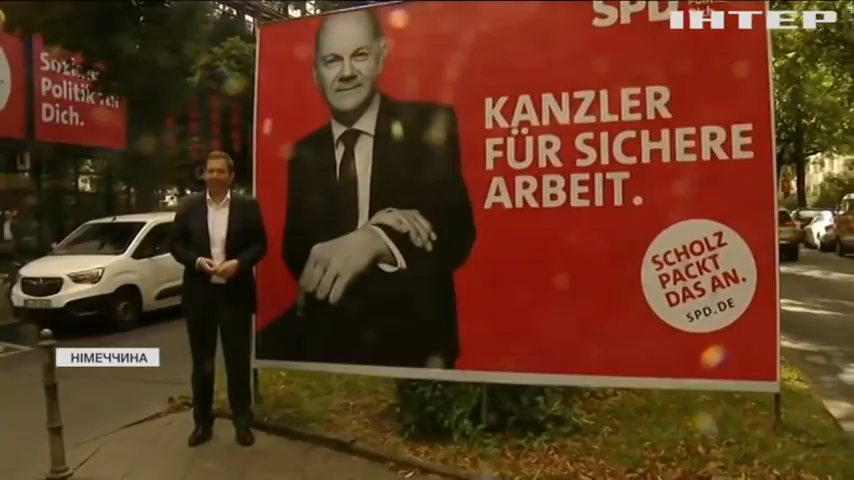 ІНТЕР
SPD
Soziale
Politik für
Dich.
KANZLER
FÜR SICHERE
ARBEIT.
SCHOLZ
PACKT
DAS AN.
SPD.DE
НІМЕЧЧИНА